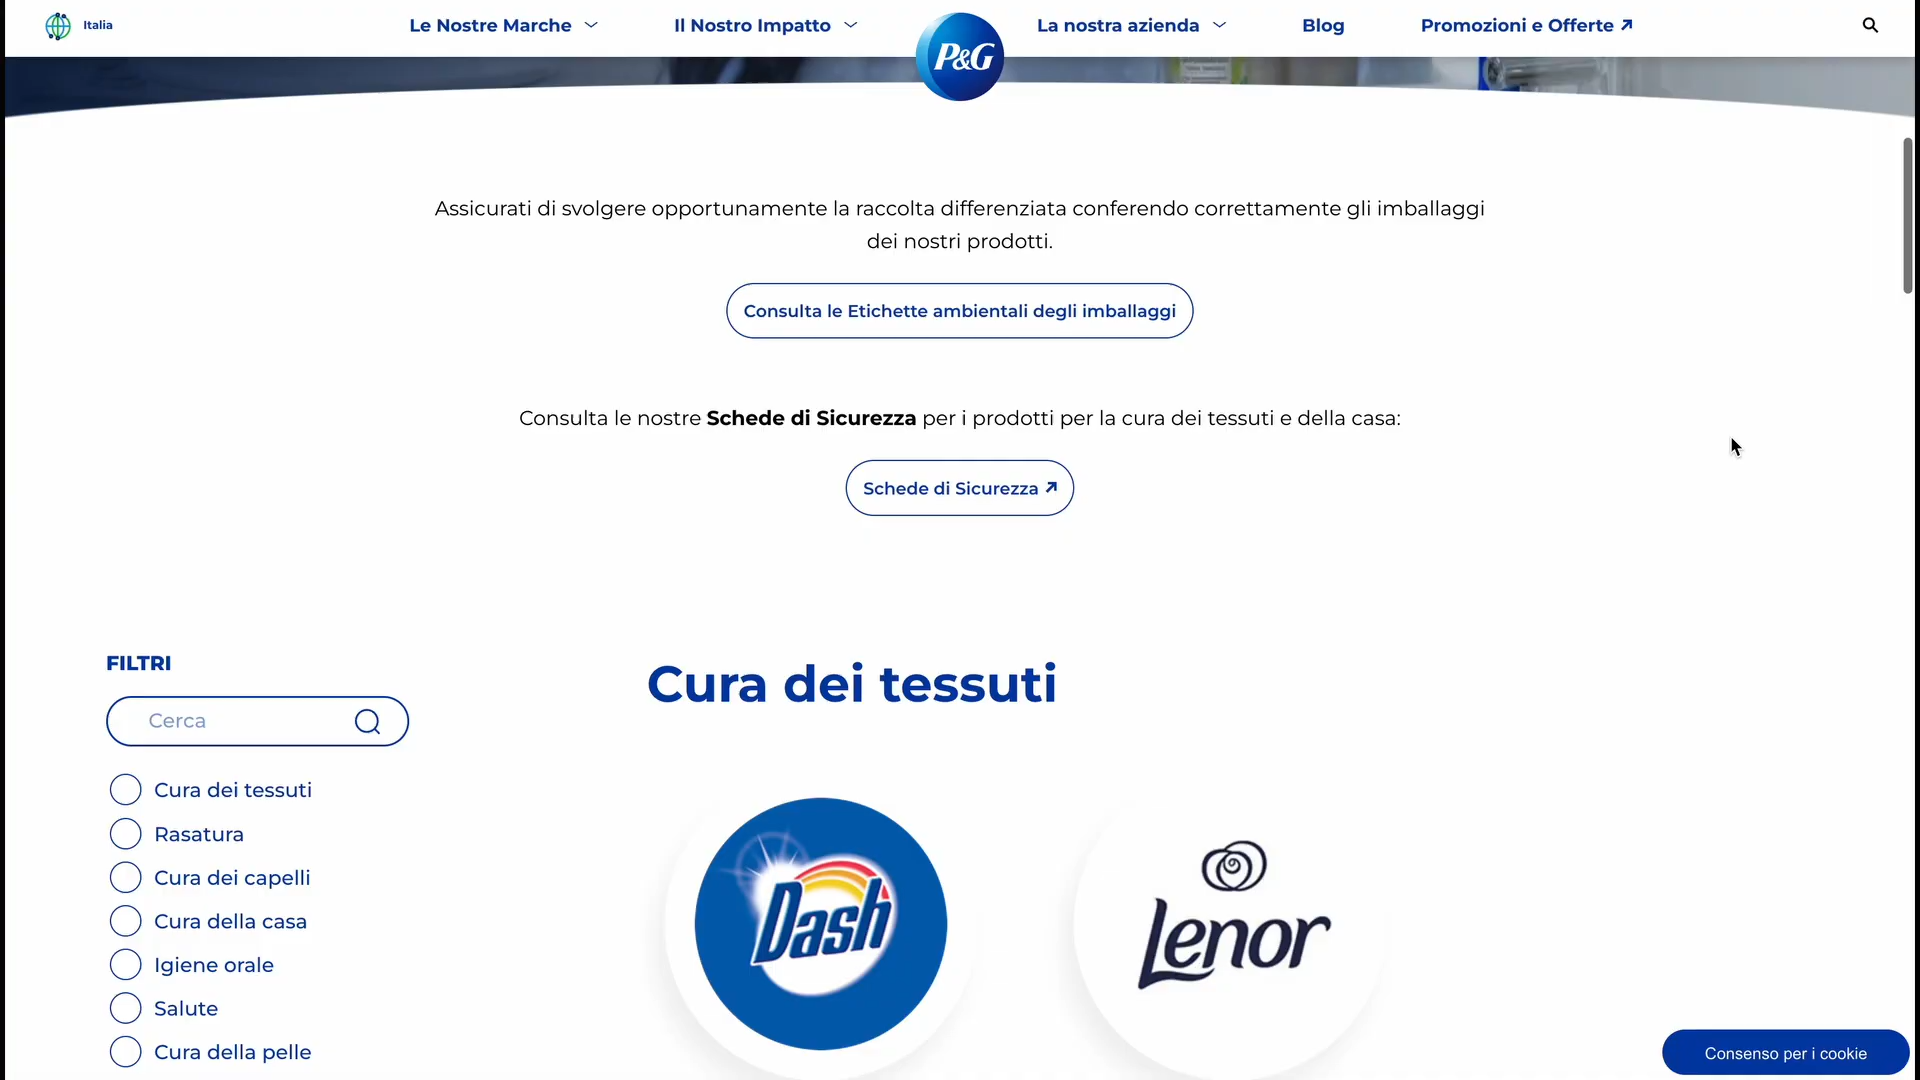 Italia
Le Nostre Marche
Il Nostro Impatto
P&G
La nostra azienda
Blog
Promozioni e Offerte
Assicurati di svolgere opportunamente la raccolta differenziata conferendo correttamente gli imballaggi
dei nostri prodotti.
Consulta le Etichette ambientali degli imballaggi
Consulta le nostre Schede di Sicurezza per i prodotti per la cura dei tessuti e della casa:
Schede di Sicurezza
FILTRI
Cerca
Cura dei tessuti
Rasatura
Cura dei capelli
Cura della casa
Igiene orale
Salute
Cura della pelle
Cura dei tessuti
Dash
Lenor
Consenso per i cookie